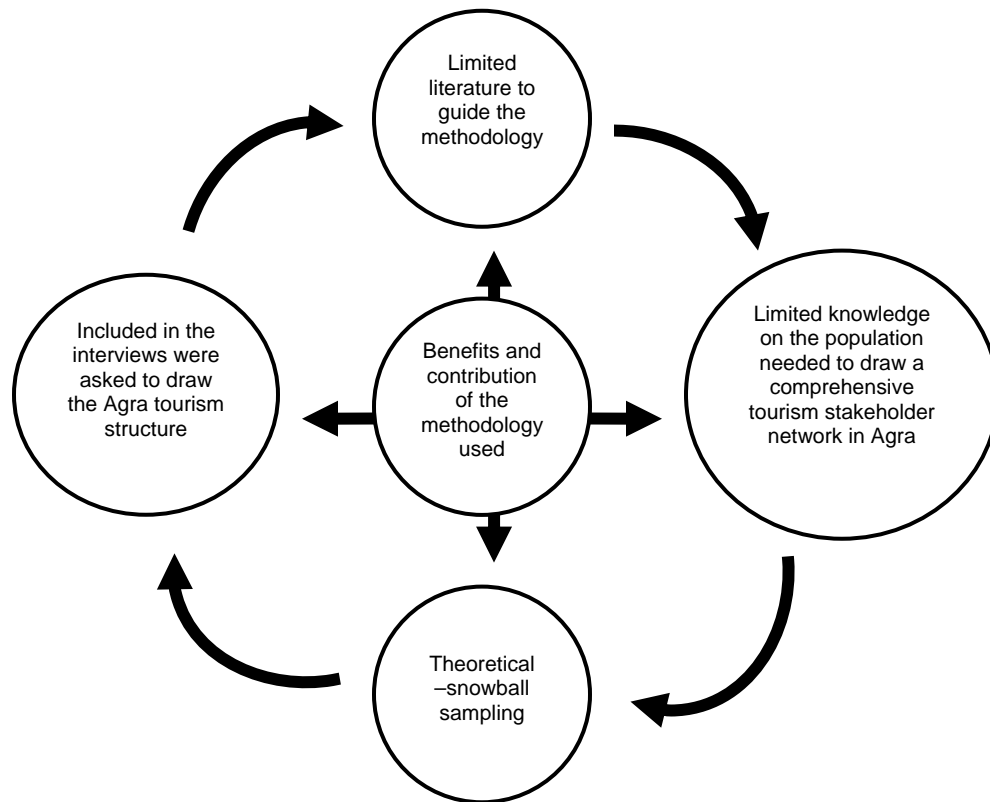 Limited
literature to
guide the
methodology
Included in the
interviews were
asked to draw
the Agra tourism
structure
Benefits and
contribution
of the
methodology
used
Limited knowledge
on the population
needed to draw a
comprehensive
tourism stakeholder
network in Agra
Theoretical
–snowball
sampling